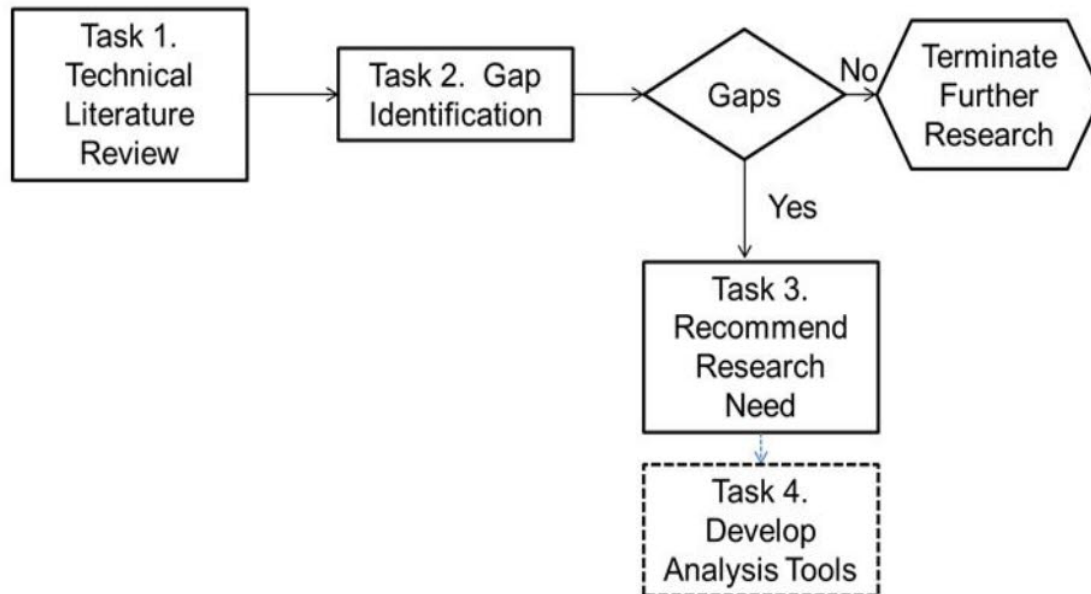 Task 1.
Technical
Literature
Review
Task 2.  Gap
Identification
Gaps
No
Terminate
Further
Research
Yes
Task 3.
Recommend
Research
Need
Task 4.
Develop
Analysis Tools